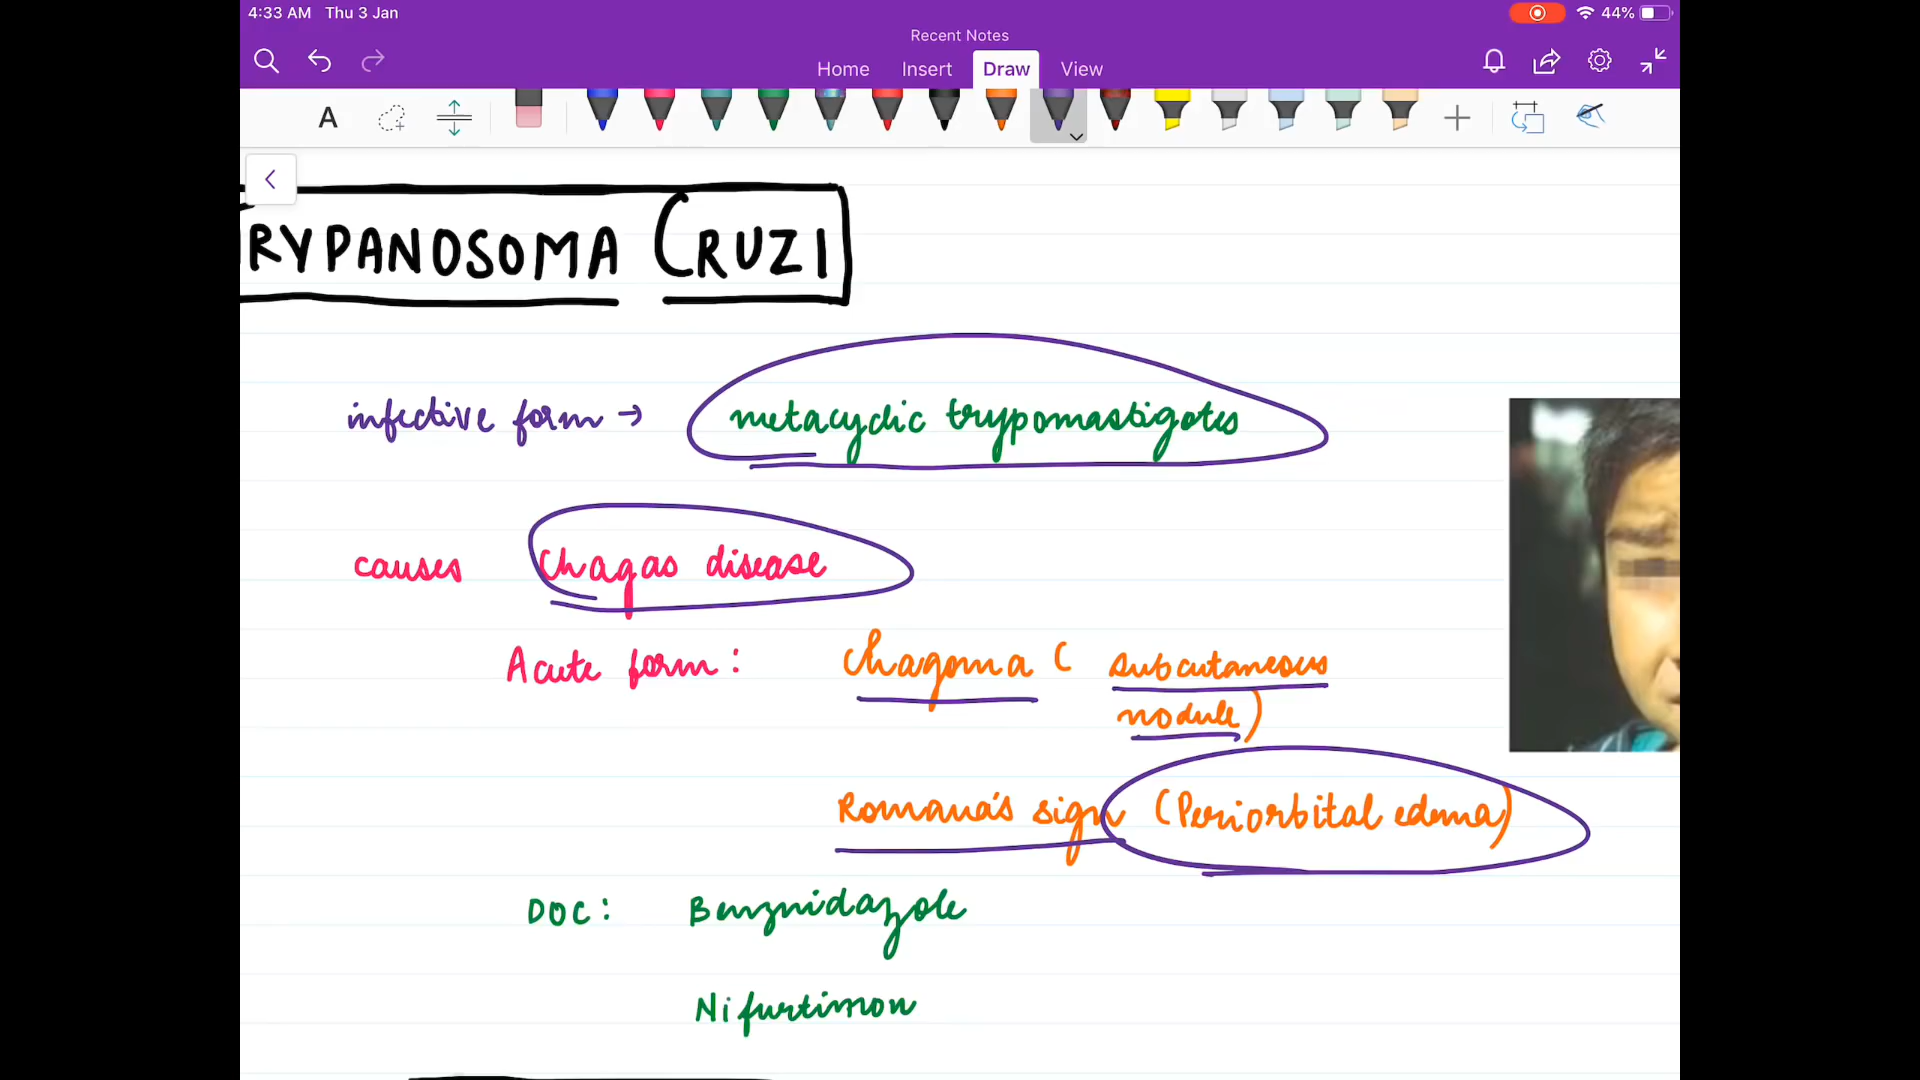 4:33 AM Thu 3 Jan 44%
Recent Notes
Home Insert Draw View
A
RYPANOSOMA CRUZI
infective form → metacyclic trypomastigotes
causes Chagas disease
Acute form : Chagoma ( subcutaneous
nodule)
Romana's sign (Periorbital edema)
DOC : Benznidazole
Nifurtimon